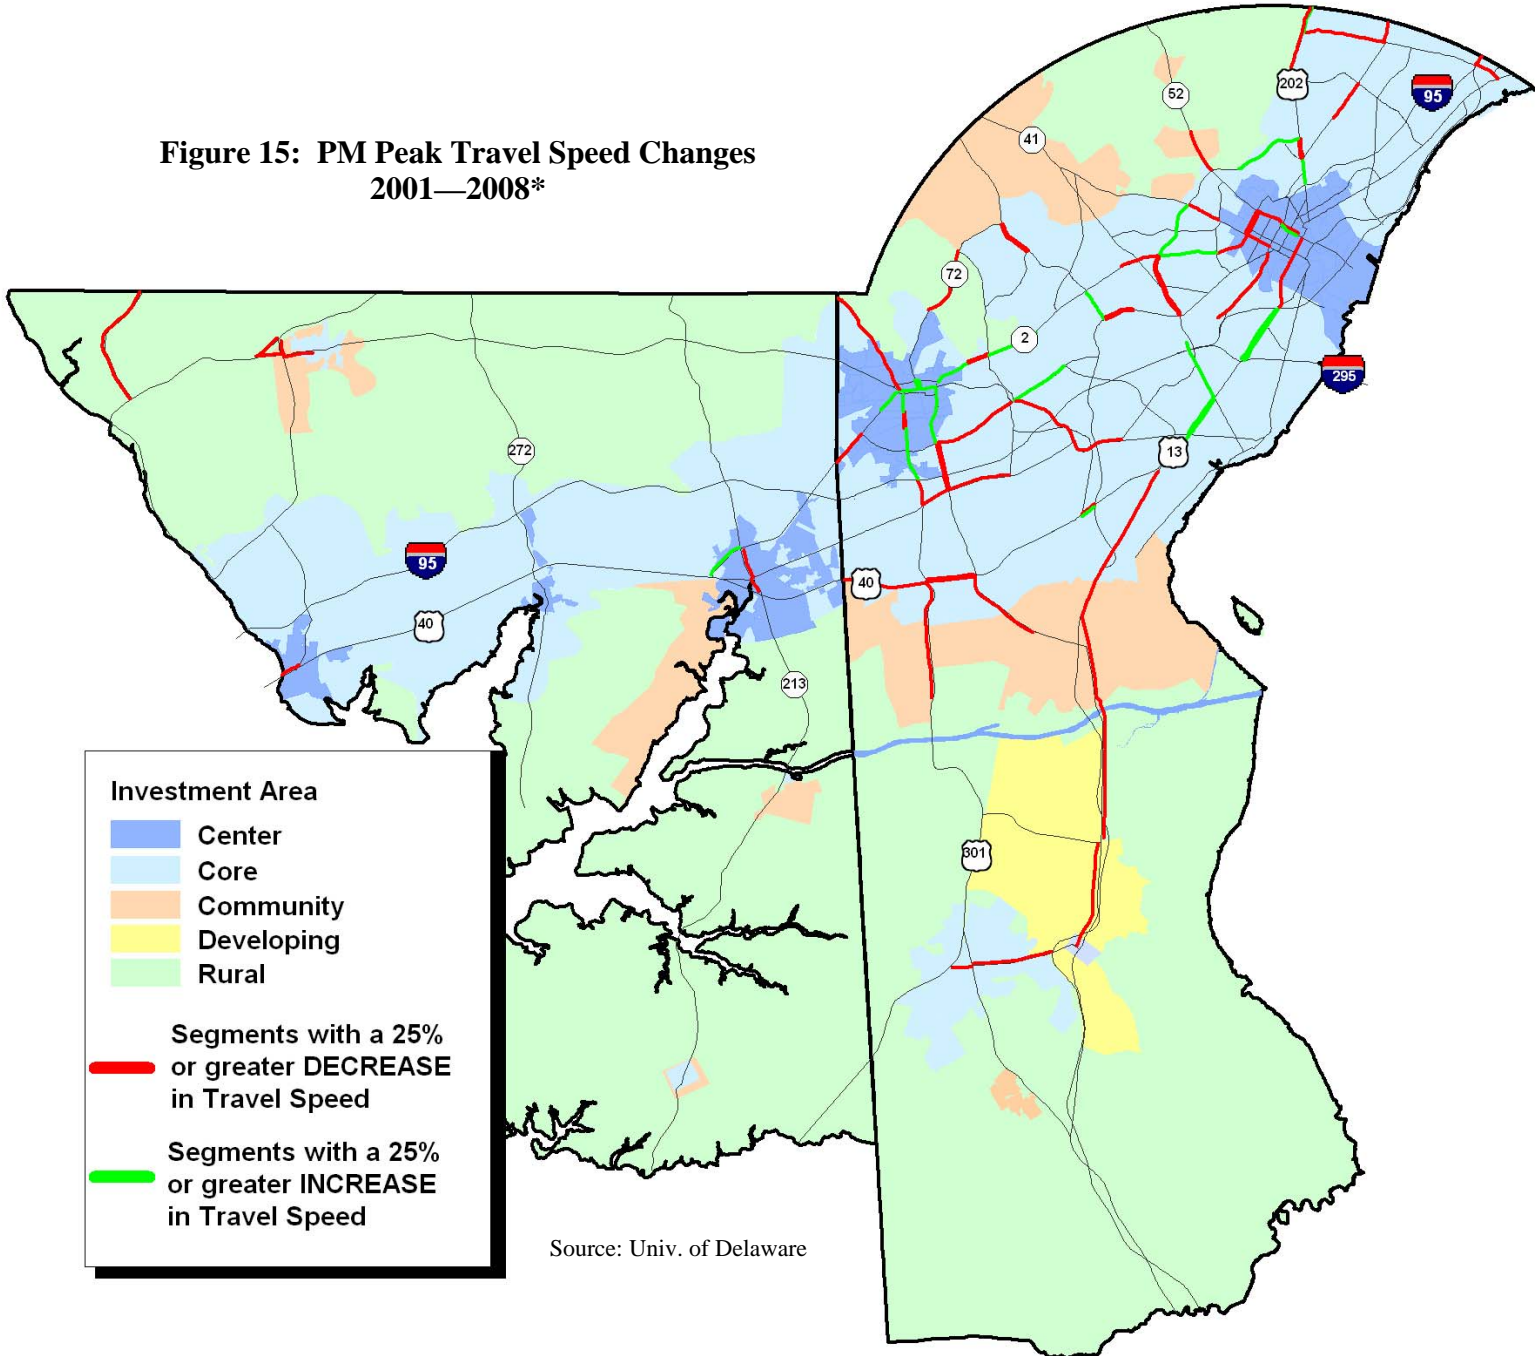 Figure 15: PM Peak Travel Speed Changes
2001—2008*
52
202
95
41
72
2
295
272
13
95
40
40
213
301
Investment Area
Center
Core
Community
Developing
Rural
Segments with a 25%
or greater DECREASE
in Travel Speed
Segments with a 25%
or greater INCREASE
in Travel Speed
Source: Univ. of Delaware